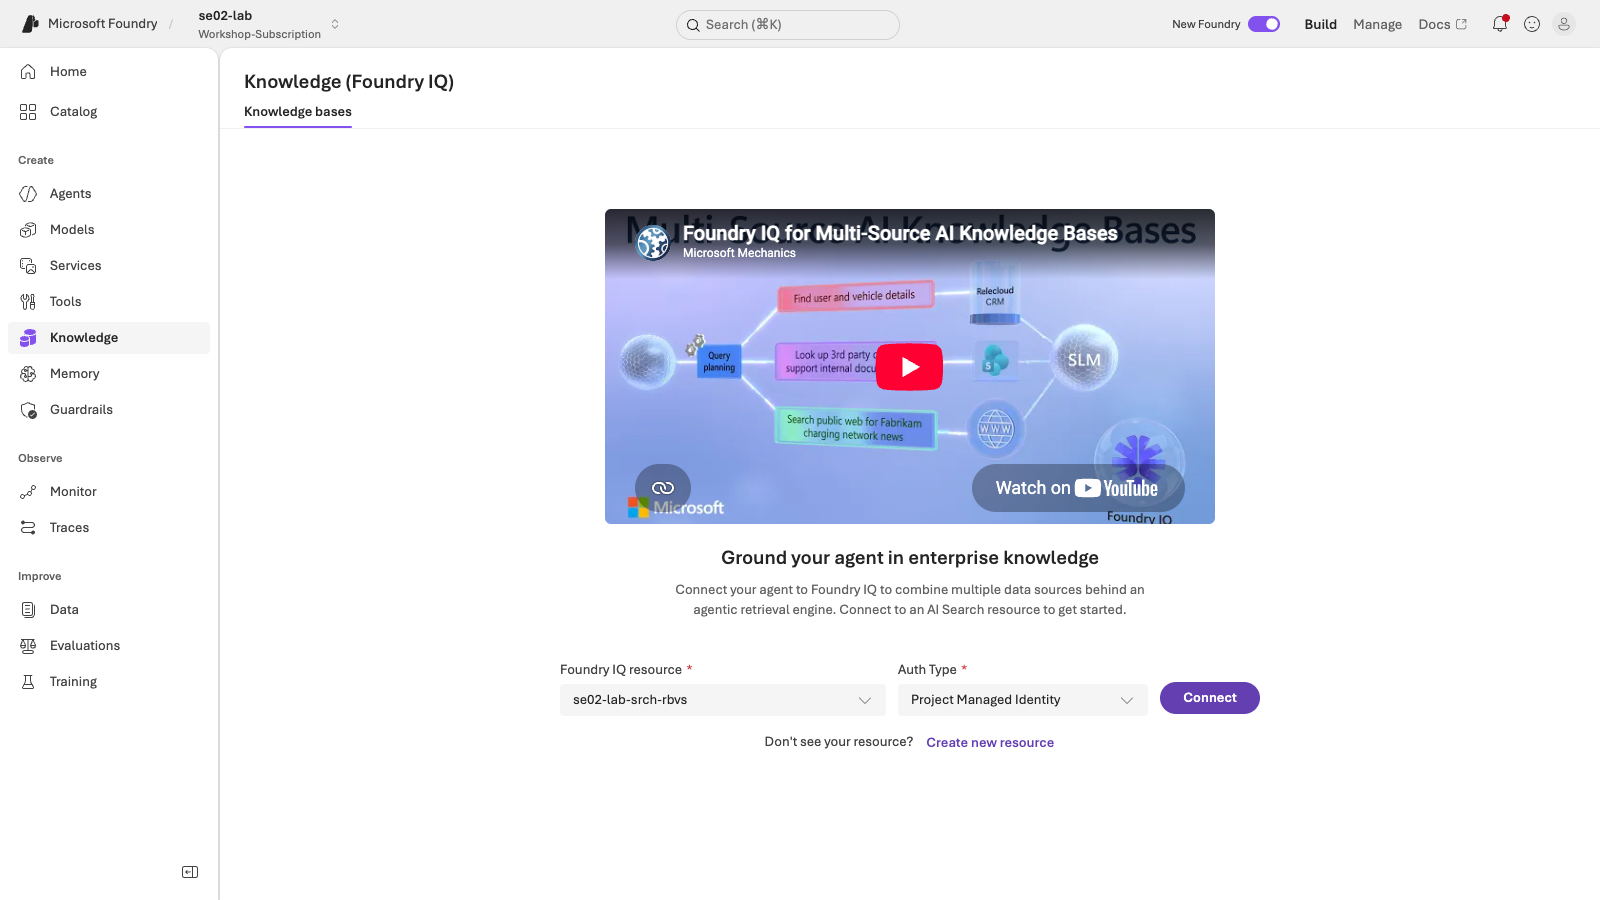 Microsoft Foundry / se02-lab
Workshop-Subscription
Search (⌘K)
New Foundry
Build
Manage
Docs
Home
Catalog
Create
Agents
Models
Services
Tools
Knowledge
Memory
Guardrails
Observe
Monitor
Traces
Improve
Data
Evaluations
Training
Knowledge (Foundry IQ)
Knowledge bases
Multi-Source AI Knowledge Bases
Foundry IQ for Multi-Source AI Knowledge Bases
Microsoft Mechanics
Find user and vehicle details
Relecloud
CRM
Query
planning
Look up 3rd party
support internal
S
SLM
Search public web for Fabrikam
charging network news
WWW
Microsoft
Watch on YouTube
Foundry IQ
Ground your agent in enterprise knowledge
Connect your agent to Foundry IQ to combine multiple data sources behind an
agentic retrieval engine. Connect to an AI Search resource to get started.
Foundry IQ resource *
Auth Type *
se02-lab-srch-rbvs
Project Managed Identity
Connect
Don't see your resource? Create new resource